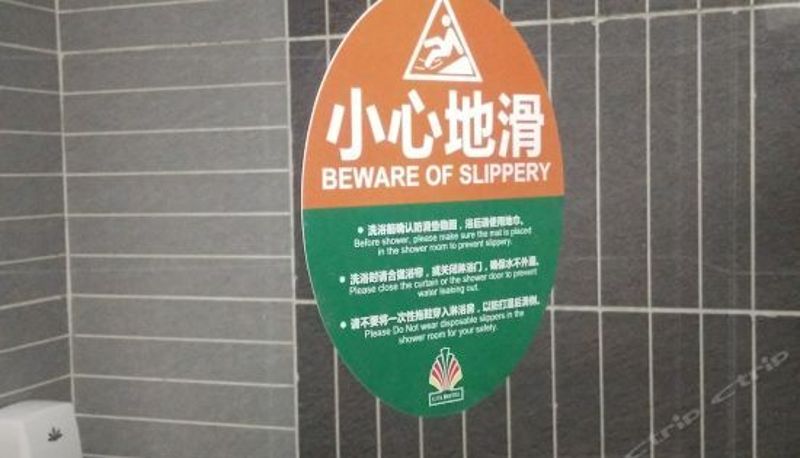 小心地滑
BEWARE OF SLIPPERY
● 洗浴前确认防滑垫稳固，浴后请使用地巾。
Before shower, please make sure the mat is placed
in the shower room to prevent slippery.
● 洗浴时请合拢浴帘，或关闭淋浴门，确保水不外溢。
Please close the curtain or the shower door to prevent
water leaking out.
● 请不要将一次性拖鞋穿入淋浴房，以防打湿后滑倒。
Please Do Not wear disposable slippers in the
shower room for your safety.